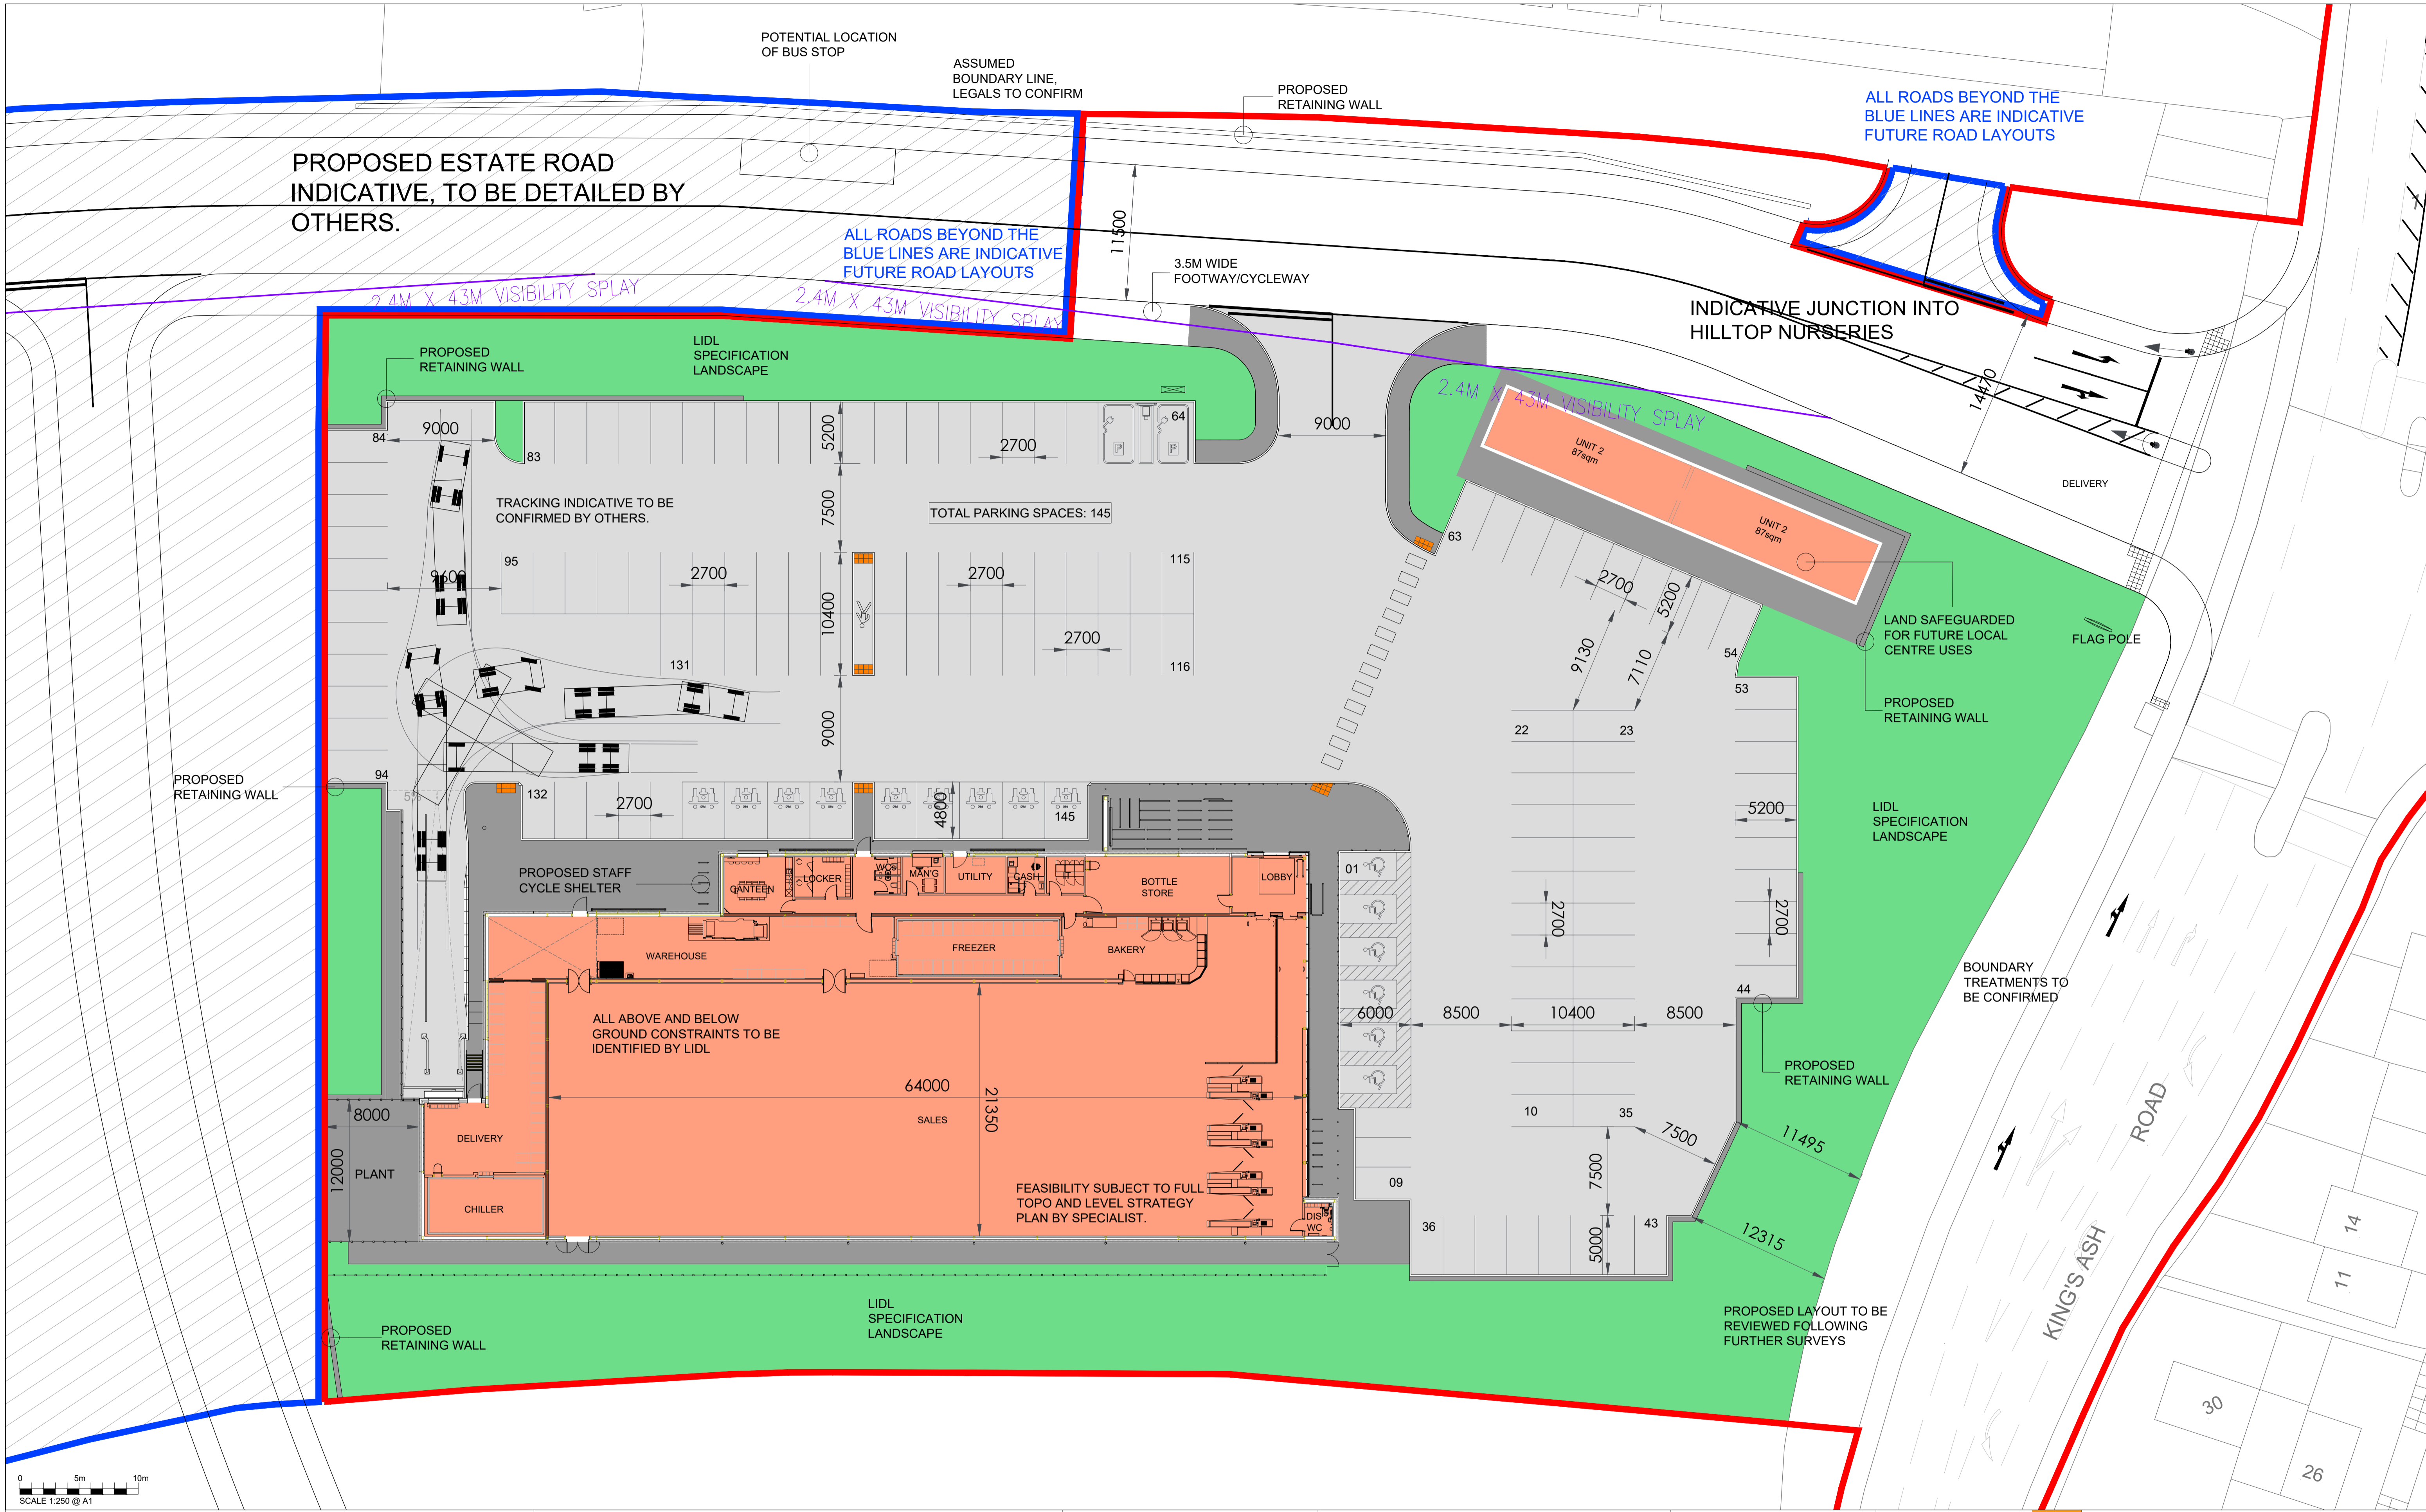 POTENTIAL LOCATION
OF BUS STOP
ASSUMED
BOUNDARY LINE,
LEGALS TO CONFIRM
PROPOSED
RETAINING WALL
ALL ROADS BEYOND THE
BLUE LINES ARE INDICATIVE
FUTURE ROAD LAYOUTS
PROPOSED ESTATE ROAD
INDICATIVE, TO BE DETAILED BY
OTHERS.
ALL ROADS BEYOND THE
BLUE LINES ARE INDICATIVE
FUTURE ROAD LAYOUTS
11500
3.5M WIDE
FOOTWAY/CYCLEWAY
2.4M X 43M VISIBILITY SPLAY
2.4M X 43M VISIBILITY SPLAY
INDICATIVE JUNCTION INTO
HILLTOP NURSERIES
PROPOSED
RETAINING WALL
LIDL
SPECIFICATION
LANDSCAPE
2.4M X 43M VISIBILITY SPLAY
14470
84
9000
83
5200
2700
P
P
64
9000
UNIT 2
87sqm
UNIT 2
87sqm
DELIVERY
TRACKING INDICATIVE TO BE
CONFIRMED BY OTHERS.
7500
TOTAL PARKING SPACES: 145
63
9600
95
2700
2700
115
10400
2700
131
116
2700
5200
9130
7110
54
LAND SAFEGUARDED
FOR FUTURE LOCAL
CENTRE USES
FLAG POLE
53
PROPOSED
RETAINING WALL
9000
22
23
PROPOSED
RETAINING WALL
94
5%
132
2700
4800
145
5200
LIDL
SPECIFICATION
LANDSCAPE
PROPOSED STAFF
CYCLE SHELTER
CANTEEN
LOCKER
WCS
MAN'G
UTILITY
CASH
IT
BOTTLE
STORE
LOBBY
01
2700
2700
WAREHOUSE
FREEZER
BAKERY
BOUNDARY
TREATMENTS TO
BE CONFIRMED
44
ALL ABOVE AND BELOW
GROUND CONSTRAINTS TO BE
IDENTIFIED BY LIDL
6000
8500
10400
8500
PROPOSED
RETAINING WALL
64000
21350
SALES
8000
DELIVERY
12000
PLANT
CHILLER
10
35
7500
11495
7500
09
FEASIBILITY SUBJECT TO FULL
TOPO AND LEVEL STRATEGY
PLAN BY SPECIALIST.
DIS
WC
36
5000
43
12315
KING'S ASH ROAD
14
11
LIDL
SPECIFICATION
LANDSCAPE
PROPOSED LAYOUT TO BE
REVIEWED FOLLOWING
FURTHER SURVEYS
PROPOSED
RETAINING WALL
30
26
0 5m 10m
SCALE 1:250 @ A1